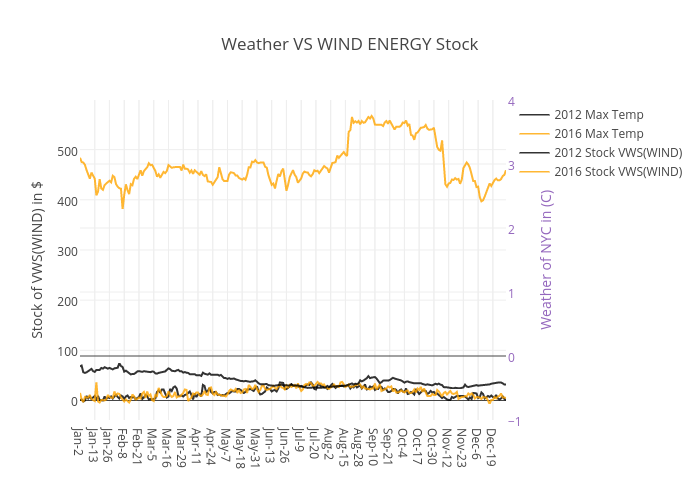 Weather VS WIND ENERGY Stock
2012 Max Temp
2016 Max Temp
2012 Stock VWS(WIND)
2016 Stock VWS(WIND)
Stock of VWS(WIND) in $
500
400
300
200
100
0
Weather of NYC in (C)
4
3
2
1
0
−1
Jan-2
Jan-13
Jan-26
Feb-8
Feb-21
Mar-5
Mar-16
Mar-29
Apr-11
Apr-24
May-7
May-18
May-31
Jun-13
Jun-26
Jul-9
Jul-20
Aug-2
Aug-15
Aug-28
Sep-10
Sep-21
Oct-4
Oct-17
Oct-30
Nov-12
Nov-23
Dec-6
Dec-19